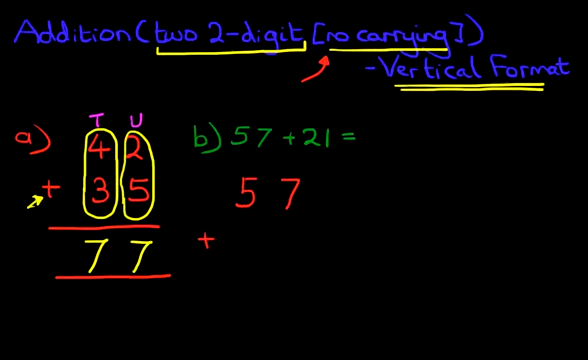 Addition (two 2-digit [no carrying])
- Vertical Format
T U
a) 4 2
+ 3 5
7 7
b) 57 + 21 =
5 7
+